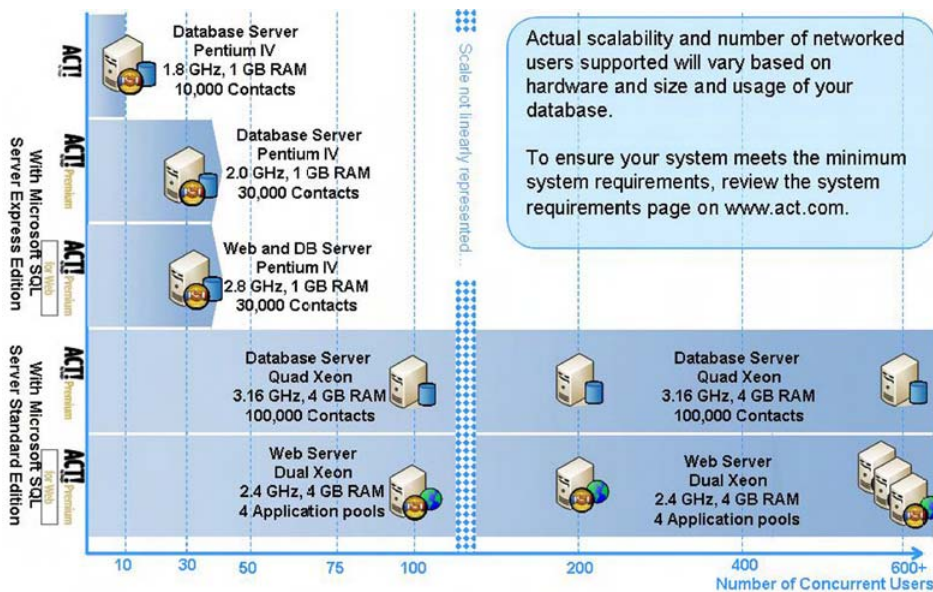 ACT!
Database Server
Pentium IV
1.8 GHz, 1 GB RAM
10,000 Contacts
Scale not linearly represented...
Actual scalability and number of networked
users supported will vary based on
hardware and size and usage of your
database.
To ensure your system meets the minimum
system requirements, review the system
requirements page on www.act.com.
With Microsoft SQL
Server Express Edition
ACT! Premium
Database Server
Pentium IV
2.0 GHz, 1 GB RAM
30,000 Contacts
ACT! Premium
for Web
Web and DB Server
Pentium IV
2.8 GHz, 1 GB RAM
30,000 Contacts
With Microsoft SQL
Server Standard Edition
ACT! Premium
Database Server
Quad Xeon
3.16 GHz, 4 GB RAM
100,000 Contacts
Database Server
Quad Xeon
3.16 GHz, 4 GB RAM
100,000 Contacts
ACT! Premium
for Web
Web Server
Dual Xeon
2.4 GHz, 4 GB RAM
4 Application pools
Web Server
Dual Xeon
2.4 GHz, 4 GB RAM
4 Application pools
10 30 50 75 100 200 400 600+
Number of Concurrent Users